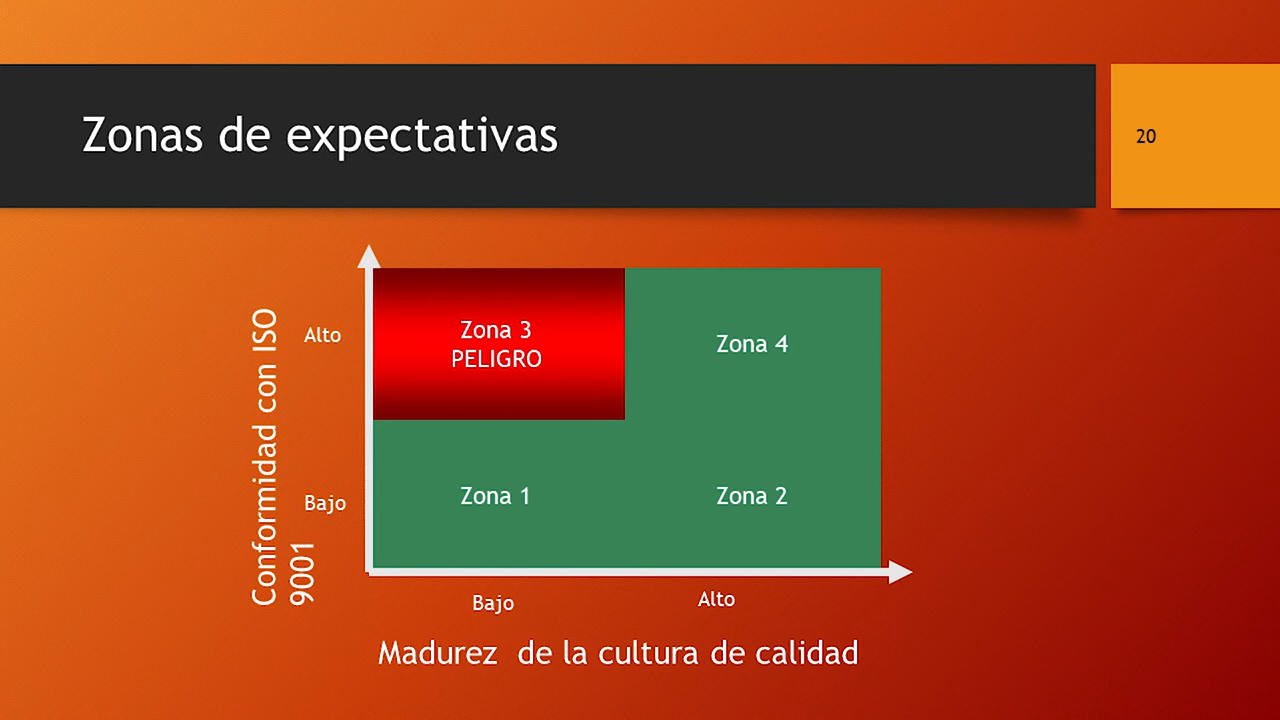 Zonas de expectativas
20
Conformidad con ISO
9001
Alto
Bajo
Zona 3
PELIGRO
Zona 4
Zona 1
Zona 2
Bajo
Alto
Madurez  de la cultura de calidad